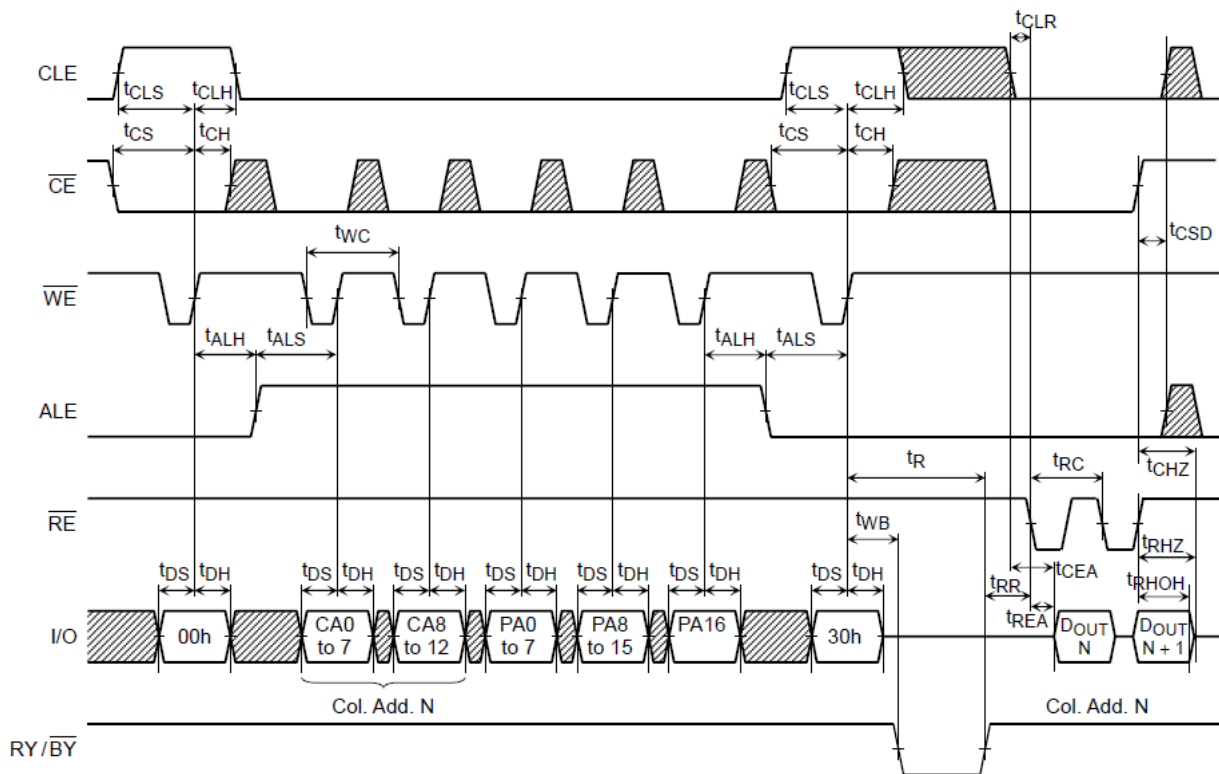 tCLR
CLE
tCLS tCLH tCLS tCLH
tCS tCH tCS tCH
CE
tCSD
tWC
WE
tALH tALS tALH tALS
ALE
tR tRC tCHZ
RE
tWB tRHZ
tDS tDH tDS tDH tDS tDH tDS tDH tDS tDH tDS tDH tDS tDH tCEA
tRR tRHOH
tREA
I/O
00h
CA0
to 7
CA8
to 12
PA0
to 7
PA8
to 15
PA16
30h
DOUT
N
DOUT
N + 1
Col. Add. N
Col. Add. N
RY / BY